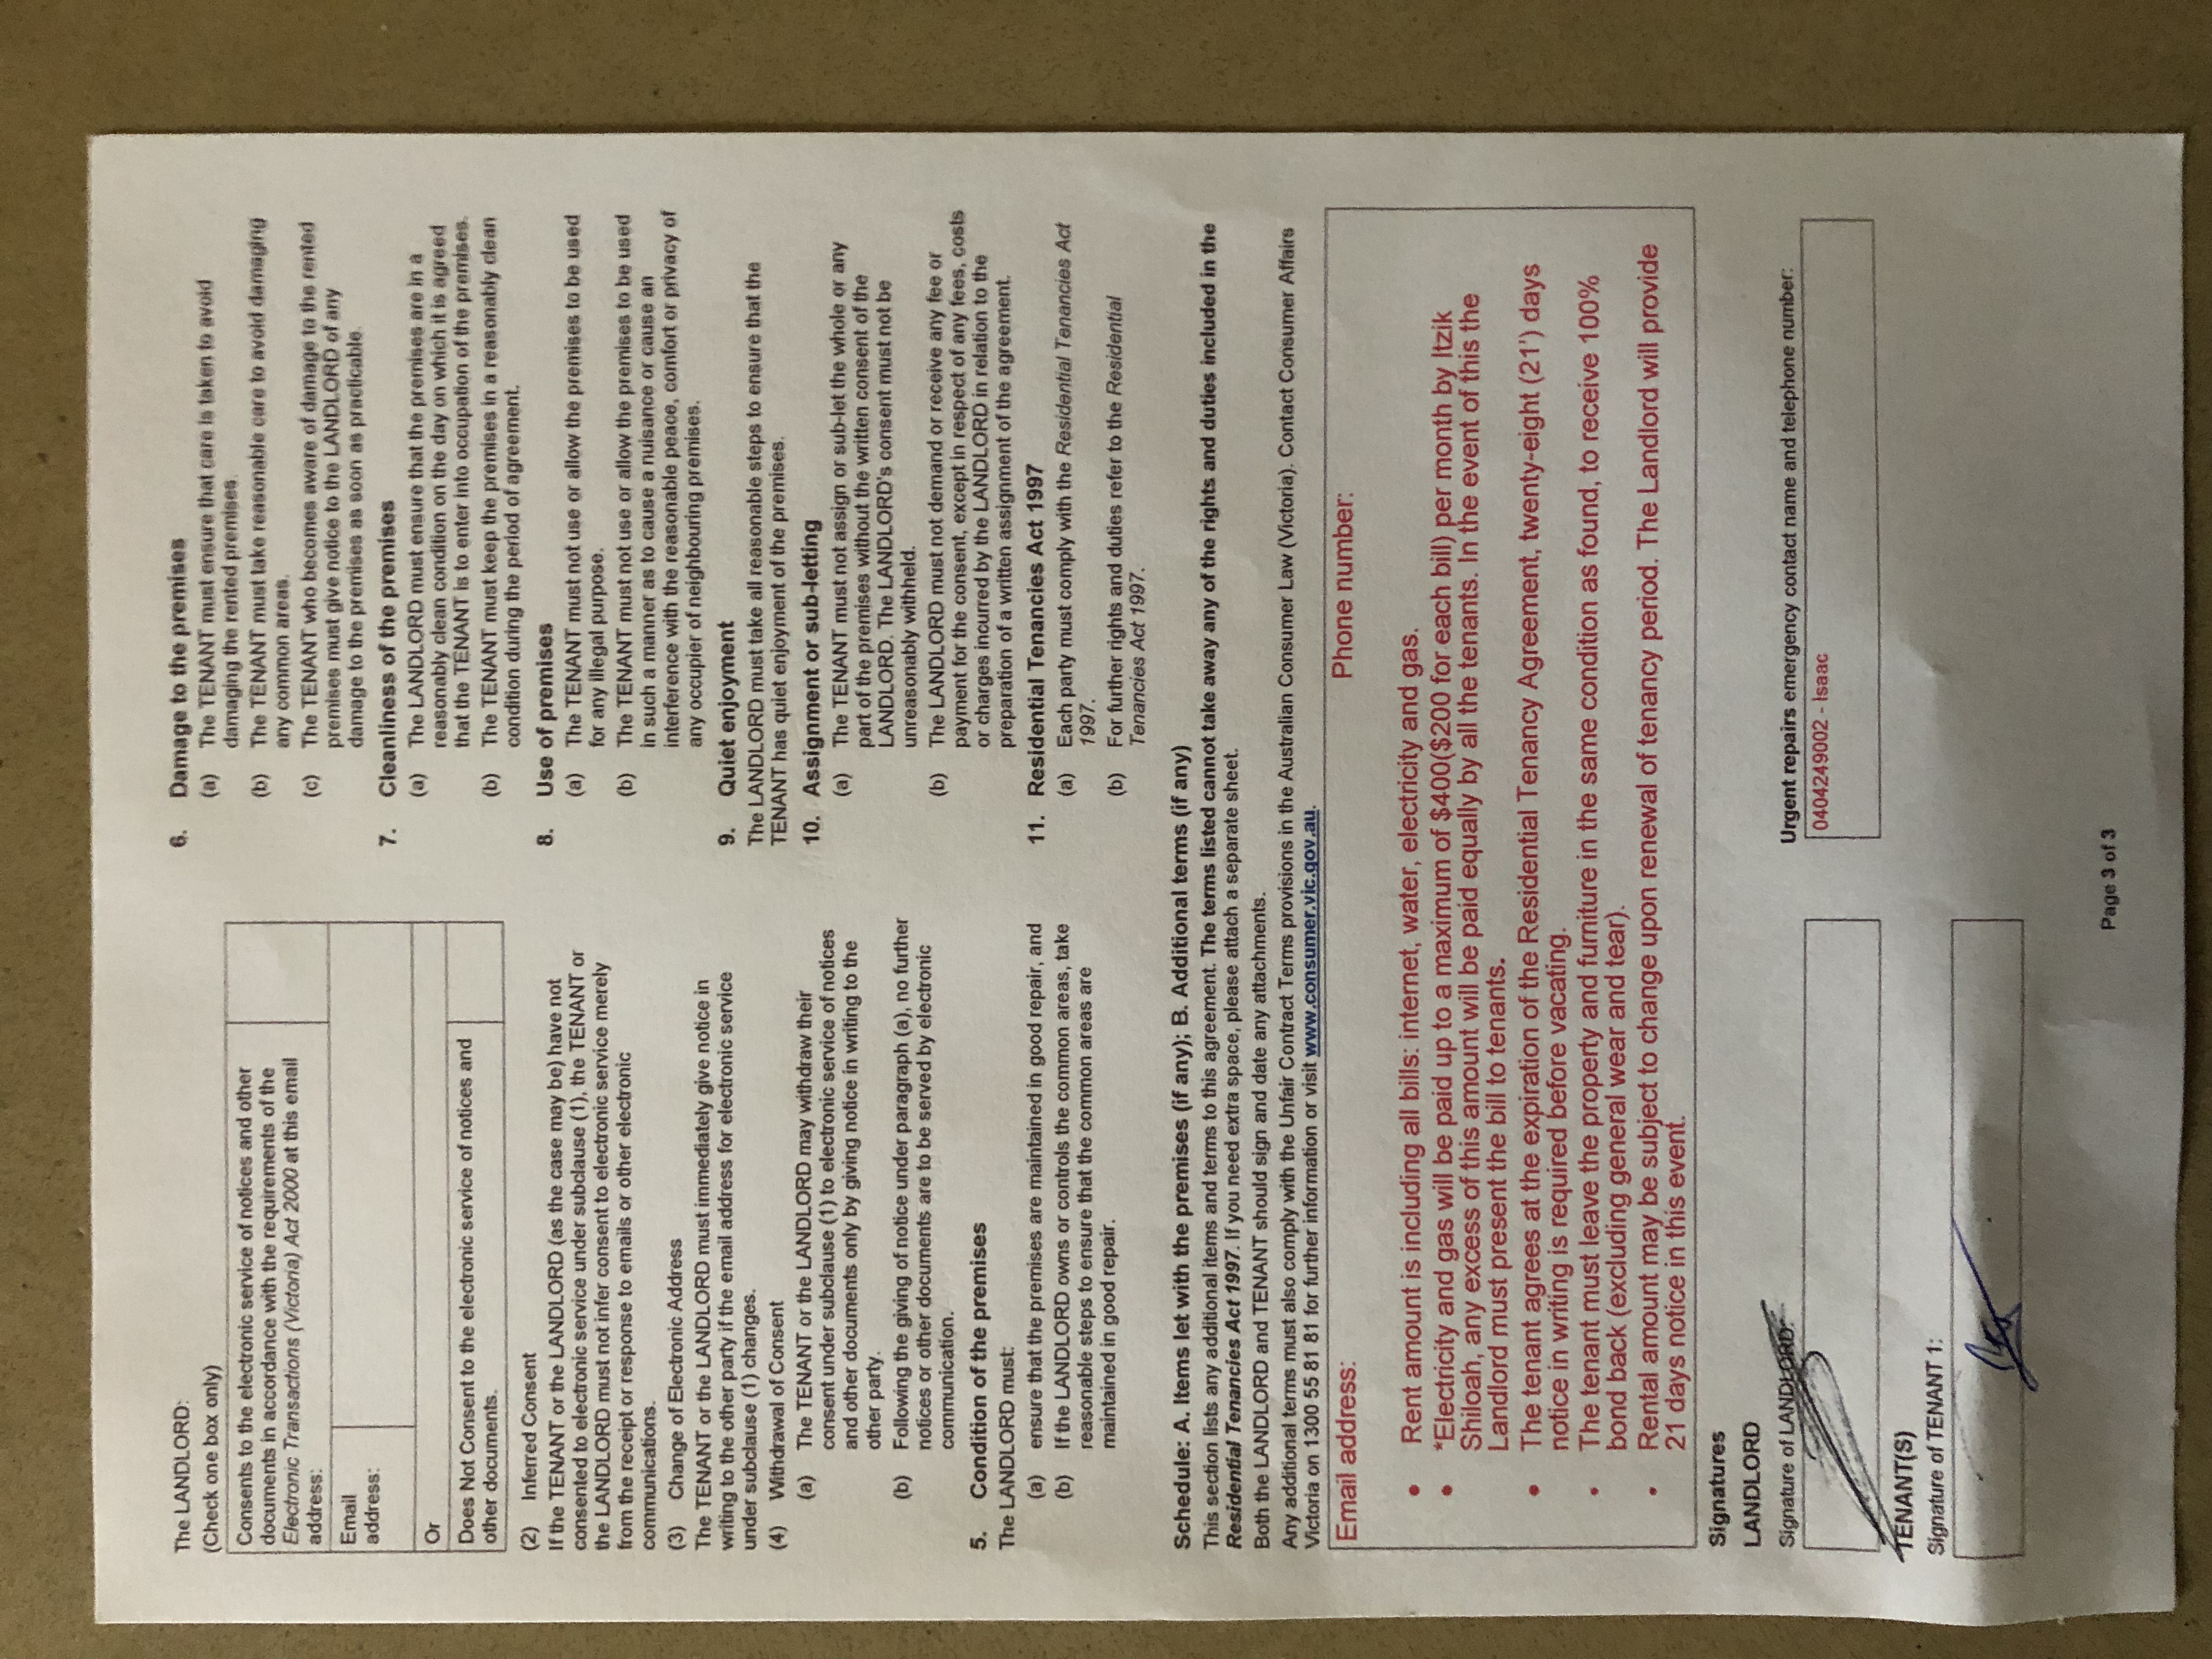 The LANDLORD:
(Check one box only)
Consents to the electronic service of notices and other
documents in accordance with the requirements of the
Electronic Transactions (Victoria) Act 2000 at this email
address:
Email
address:
Or
Does Not Consent to the electronic service of notices and
other documents.
(2) Inferred Consent
If the TENANT or the LANDLORD (as the case may be) have not
consented to electronic service under subclause (1), the TENANT or
the LANDLORD must not infer consent to electronic service merely
from the receipt or response to emails or other electronic
communications.
(3) Change of Electronic Address
The TENANT or the LANDLORD must immediately give notice in
writing to the other party if the email address for electronic service
under subclause (1) changes.
(4) Withdrawal of Consent
(a) The TENANT or the LANDLORD may withdraw their
consent under subclause (1) to electronic service of notices
and other documents only by giving notice in writing to the
other party.
(b) Following the giving of notice under paragraph (a), no further
notices or other documents are to be served by electronic
communication.
5. Condition of the premises
The LANDLORD must:
(a) ensure that the premises are maintained in good repair, and
(b) If the LANDLORD owns or controls the common areas, take
reasonable steps to ensure that the common areas are
maintained in good repair.
6. Damage to the premises
(a) The TENANT must ensure that care is taken to avoid
damaging the rented premises.
(b) The TENANT must take reasonable care to avoid damaging
any common areas.
(c) The TENANT who becomes aware of damage to the rented
premises must give notice to the LANDLORD of any
damage to the premises as soon as practicable.
7. Cleanliness of the premises
(a) The LANDLORD must ensure that the premises are in a
reasonably clean condition on the day on which it is agreed
that the TENANT is to enter into occupation of the premises.
(b) The TENANT must keep the premises in a reasonably clean
condition during the period of agreement.
8. Use of premises
(a) The TENANT must not use or allow the premises to be used
for any illegal purpose.
(b) The TENANT must not use or allow the premises to be used
in such a manner as to cause a nuisance or cause an
interference with the reasonable peace, comfort or privacy of
any occupier of neighbouring premises.
9. Quiet enjoyment
The LANDLORD must take all reasonable steps to ensure that the
TENANT has quiet enjoyment of the premises.
10. Assignment or sub-letting
(a) The TENANT must not assign or sub-let the whole or any
part of the premises without the written consent of the
LANDLORD. The LANDLORD's consent must not be
unreasonably withheld.
(b) The LANDLORD must not demand or receive any fee or
payment for the consent, except in respect of any fees, costs
or charges incurred by the LANDLORD in relation to the
preparation of a written assignment of the agreement.
11. Residential Tenancies Act 1997
(a) Each party must comply with the Residential Tenancies Act
1997.
(b) For further rights and duties refer to the Residential
Tenancies Act 1997.
Schedule: A. Items let with the premises (if any); B. Additional terms (if any)
This section lists any additional items and terms to this agreement. The terms listed cannot take away any of the rights and duties included in the
Residential Tenancies Act 1997. If you need extra space, please attach a separate sheet.
Both the LANDLORD and TENANT should sign and date any attachments.
Any additional terms must also comply with the Unfair Contract Terms provisions in the Australian Consumer Law (Victoria). Contact Consumer Affairs
Victoria on 1300 55 81 81 for further information or visit www.consumer.vic.gov.au.
Email address: Phone number:
• Rent amount is including all bills: internet, water, electricity and gas.
• *Electricity and gas will be paid up to a maximum of $400($200 for each bill) per month by Itzik
Shiloah, any excess of this amount will be paid equally by all the tenants. In the event of this the
Landlord must present the bill to tenants.
• The tenant agrees at the expiration of the Residential Tenancy Agreement, twenty-eight (21') days
notice in writing is required before vacating.
• The tenant must leave the property and furniture in the same condition as found, to receive 100%
bond back (excluding general wear and tear).
• Rental amount may be subject to change upon renewal of tenancy period. The Landlord will provide
21 days notice in this event.
Signatures
LANDLORD
Signature of LANDLORD:
Urgent repairs emergency contact name and telephone number:
0404249002 - Isaac
TENANT(S)
Signature of TENANT 1:
Page 3 of 3